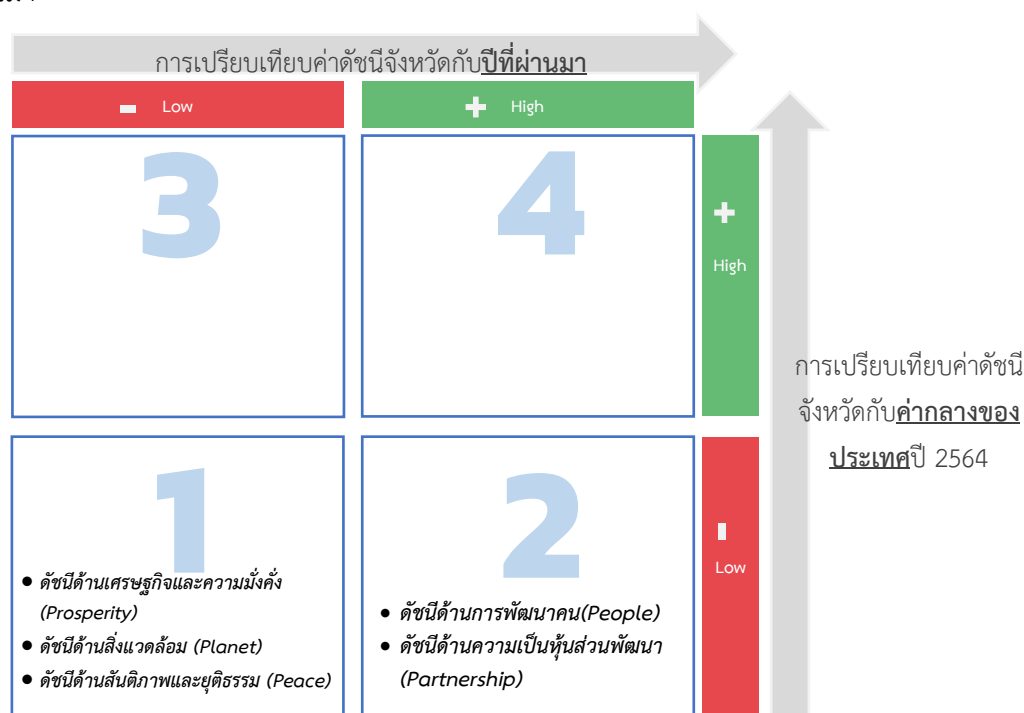 การเปรียบเทียบค่าดัชนีจังหวัดกับปีที่ผ่านมา
- Low
+ High
3
4
+
High
การเปรียบเทียบค่าดัชนี
จังหวัดกับค่ากลางของ
ประเทศปี 2564
1
2
Low
• ดัชนีด้านเศรษฐกิจและความมั่งคั่ง
(Prosperity)
• ดัชนีด้านสิ่งแวดล้อม (Planet)
• ดัชนีด้านสันติภาพและยุติธรรม (Peace)
• ดัชนีด้านการพัฒนาคน(People)
• ดัชนีด้านความเป็นหุ้นส่วนพัฒนา
(Partnership)